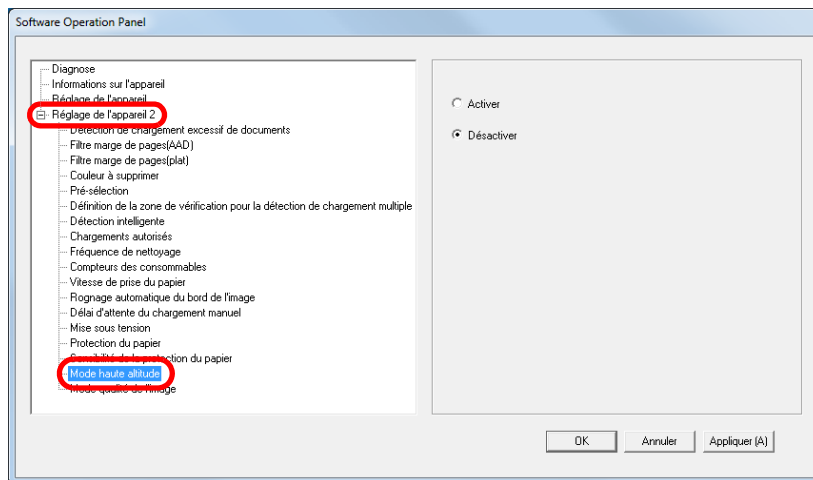 Software Operation Panel
Diagnose
Informations sur l'appareil
Réglage de l'appareil
Réglage de l'appareil 2
Détection de chargement excessif de documents
Filtre marge de pages(AAD)
Filtre marge de pages(plat)
Couleur à supprimer
Pré-sélection
Définition de la zone de vérification pour la détection de chargement multiple
Détection intelligente
Chargements autorisés
Fréquence de nettoyage
Compteurs des consommables
Vitesse de prise du papier
Rognage automatique du bord de l'image
Délai d'attente du chargement manuel
Mise sous tension
Protection du papier
Sensibilité de la protection du papier
Mode haute altitude
Mode qualité de l'image
Activer
Désactiver
OK
Annuler
Appliquer (A)